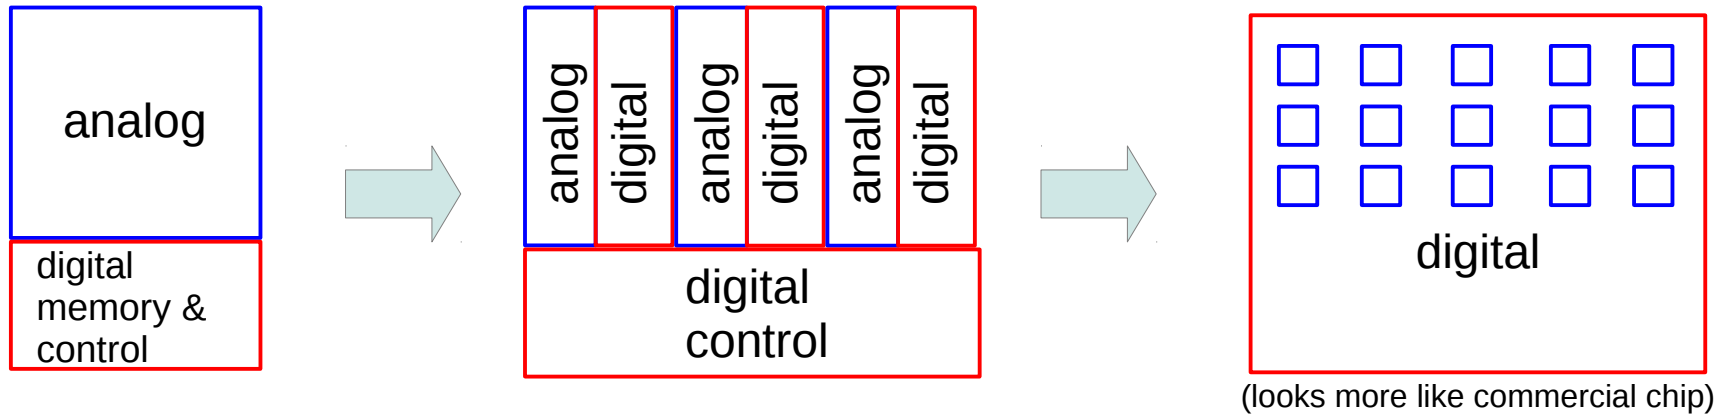 analog
digital
memory &
control
analog
digital
analog
digital
analog
digital
digital
control
digital
(looks more like commercial chip)